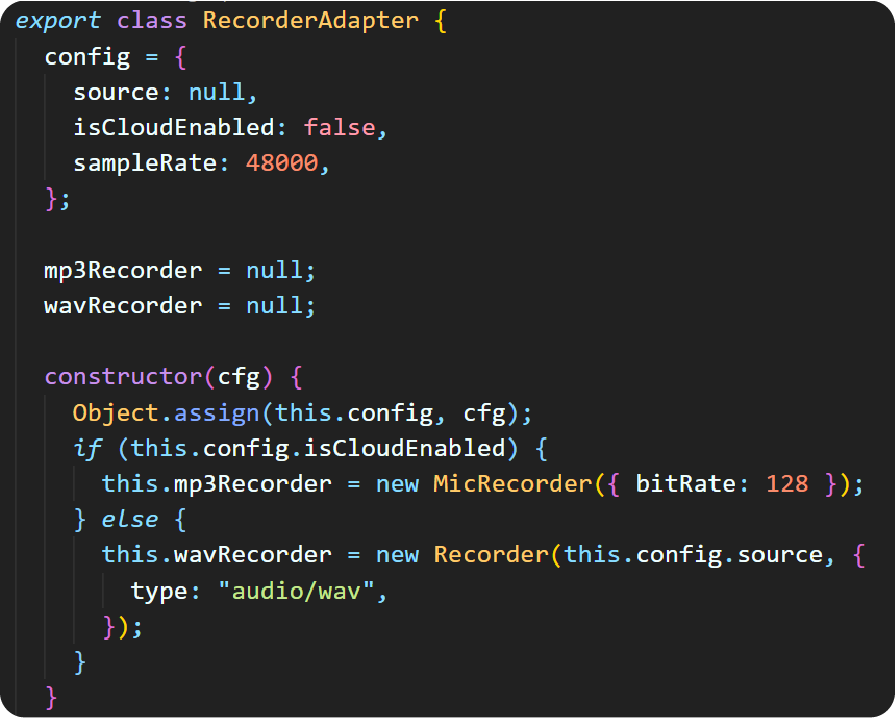 export class RecorderAdapter {
config = {
source: null,
isCloudEnabled: false,
sampleRate: 48000,
};
mp3Recorder = null;
wavRecorder = null;
constructor(cfg) {
Object.assign(this.config, cfg);
if (this.config.isCloudEnabled) {
this.mp3Recorder = new MicRecorder({ bitRate: 128 });
} else {
this.wavRecorder = new Recorder(this.config.source, {
type: "audio/wav",
});
}
}